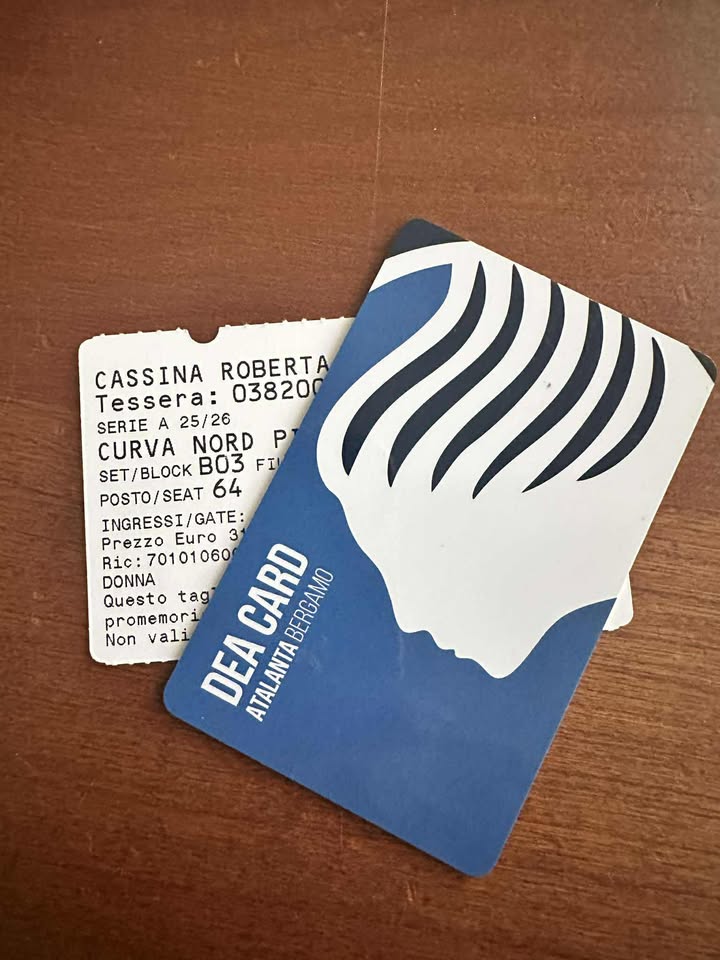 CASSINA ROBERTA
Tessera: 038200
SERIE A 25/26
CURVA NORD
SET/BLOCK B03
POSTO/SEAT 64
INGRESSI/GATE:
Prezzo Euro
Ric:
DONNA
Questo
Non
DEA CARD
ATALANTA BERGAMO